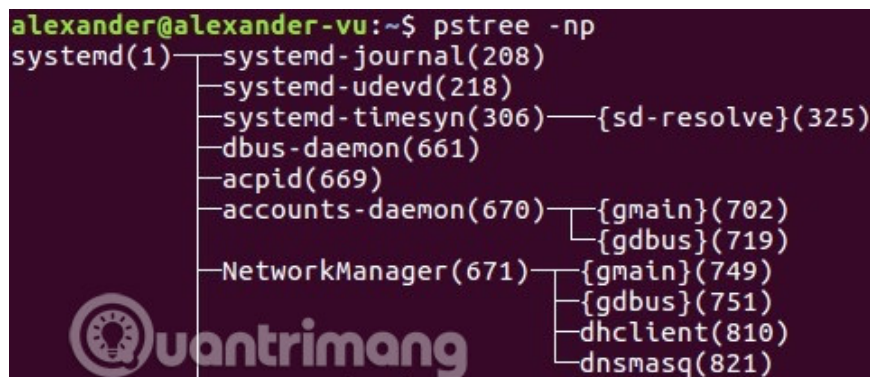 alexander@alexander-vu:~$ pstree -np
systemd(1)─┬─systemd-journal(208)
├─systemd-udevd(218)
├─systemd-timesyn(306)───{sd-resolve}(325)
├─dbus-daemon(661)
├─acpid(669)
├─accounts-daemon(670)─┬─{gmain}(702)
└─{gdbus}(719)
├─NetworkManager(671)─┬─{gmain}(749)
├─{gdbus}(751)
├─dhclient(810)
└─dnsmasq(821)
Quantrimang